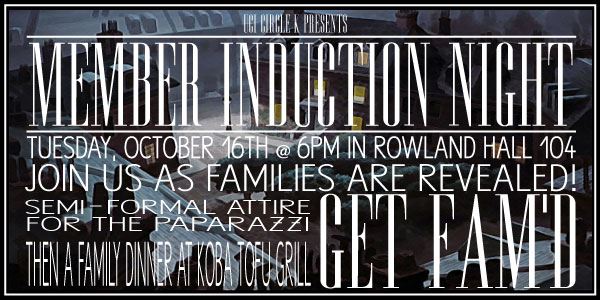 UCI CIRCLE K PRESENTS
MEMBER INDUCTION NIGHT
TUESDAY, OCTOBER 16TH @ 6PM IN ROWLAND HALL 104
JOIN US AS FAMILIES ARE REVEALED!
SEMI-FORMAL ATTIRE
FOR THE PAPARAZZI
THEN A FAMILY DINNER AT KOBA TOFU GRILL
GET FAM'D